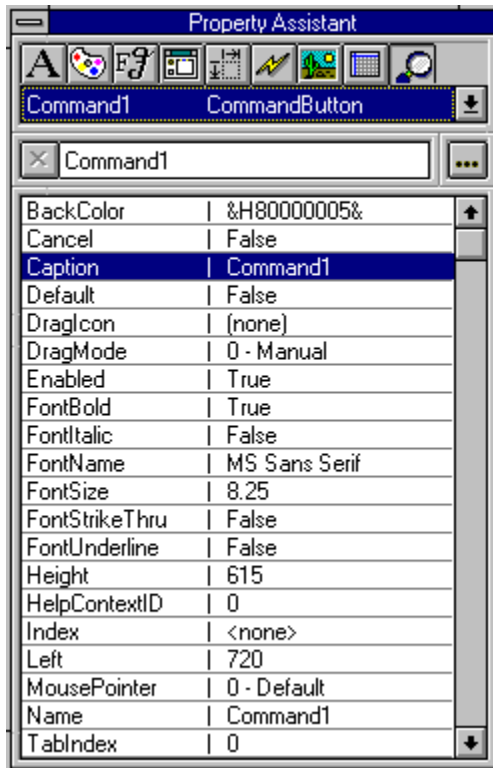 Property Assistant
A F
Command1 CommandButton
Command1 ...
BackColor | &H80000005&
Cancel | False
Caption | Command1
Default | False
DragIcon | (none)
DragMode | 0 - Manual
Enabled | True
FontBold | True
FontItalic | False
FontName | MS Sans Serif
FontSize | 8.25
FontStrikeThru | False
FontUnderline | False
Height | 615
HelpContextID | 0
Index | <none>
Left | 720
MousePointer | 0 - Default
Name | Command1
TabIndex | 0